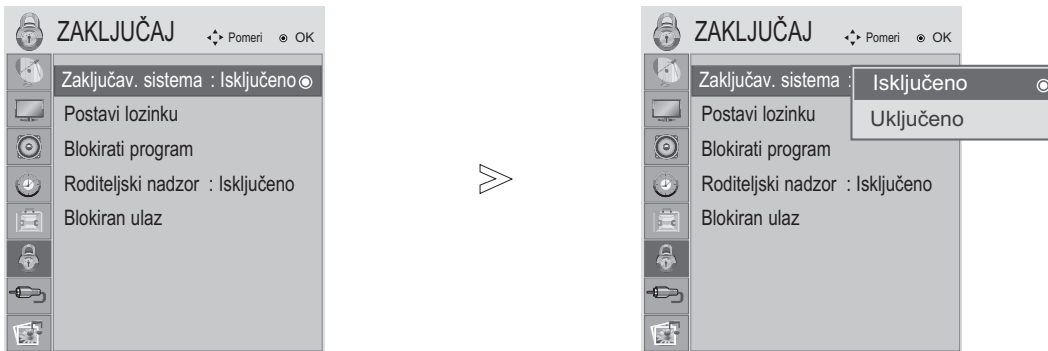 ZAKLJUČAJ Pomeri OK
Zaključav. sistema : Isključeno
Postavi lozinku
Blokirati program
Roditeljski nadzor : Isključeno
Blokiran ulaz
>
ZAKLJUČAJ Pomeri OK
Zaključav. sistema :
Postavi lozinku
Blokirati program
Roditeljski nadzor : Isključeno
Blokiran ulaz
Isključeno
Uključeno